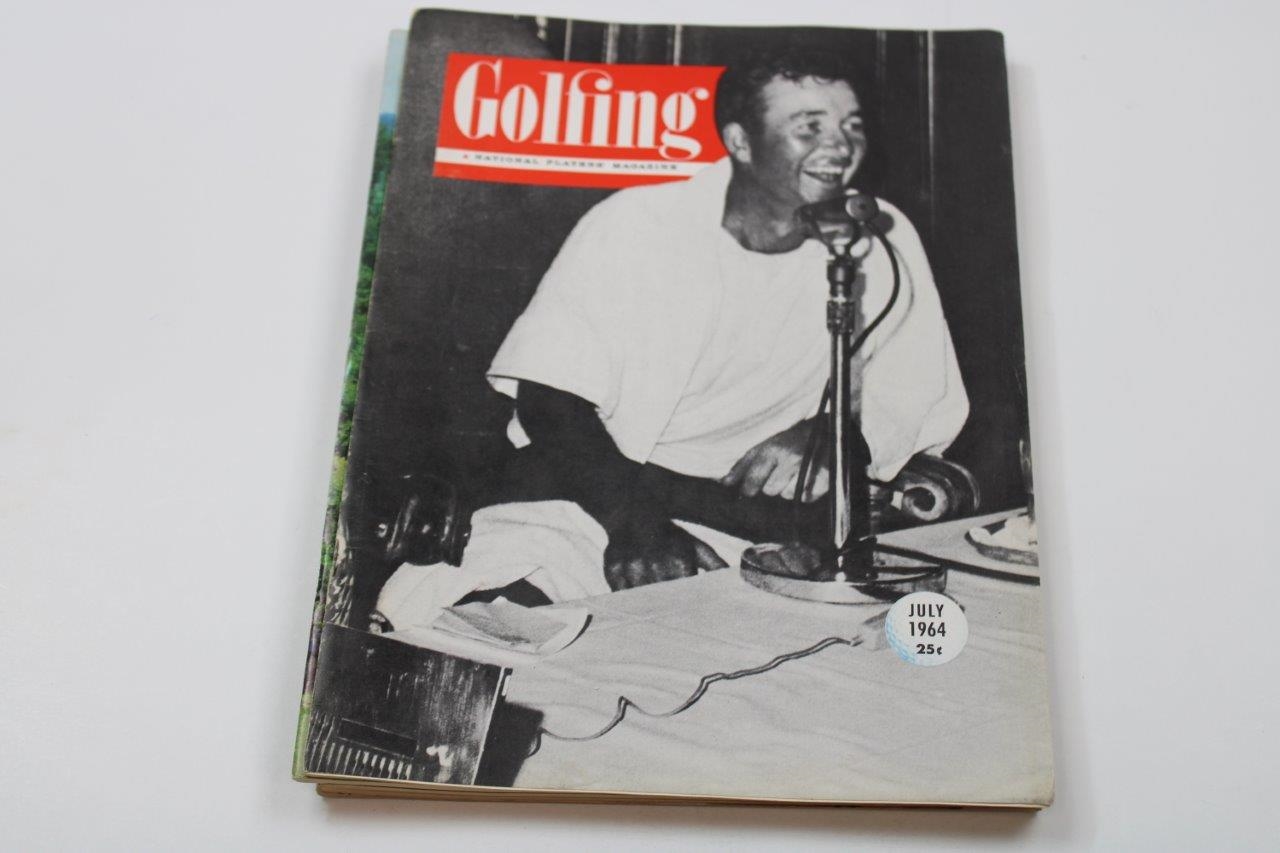 Golfing
A NATIONAL PLAYERS' MAGAZINE
JULY
1964
25¢